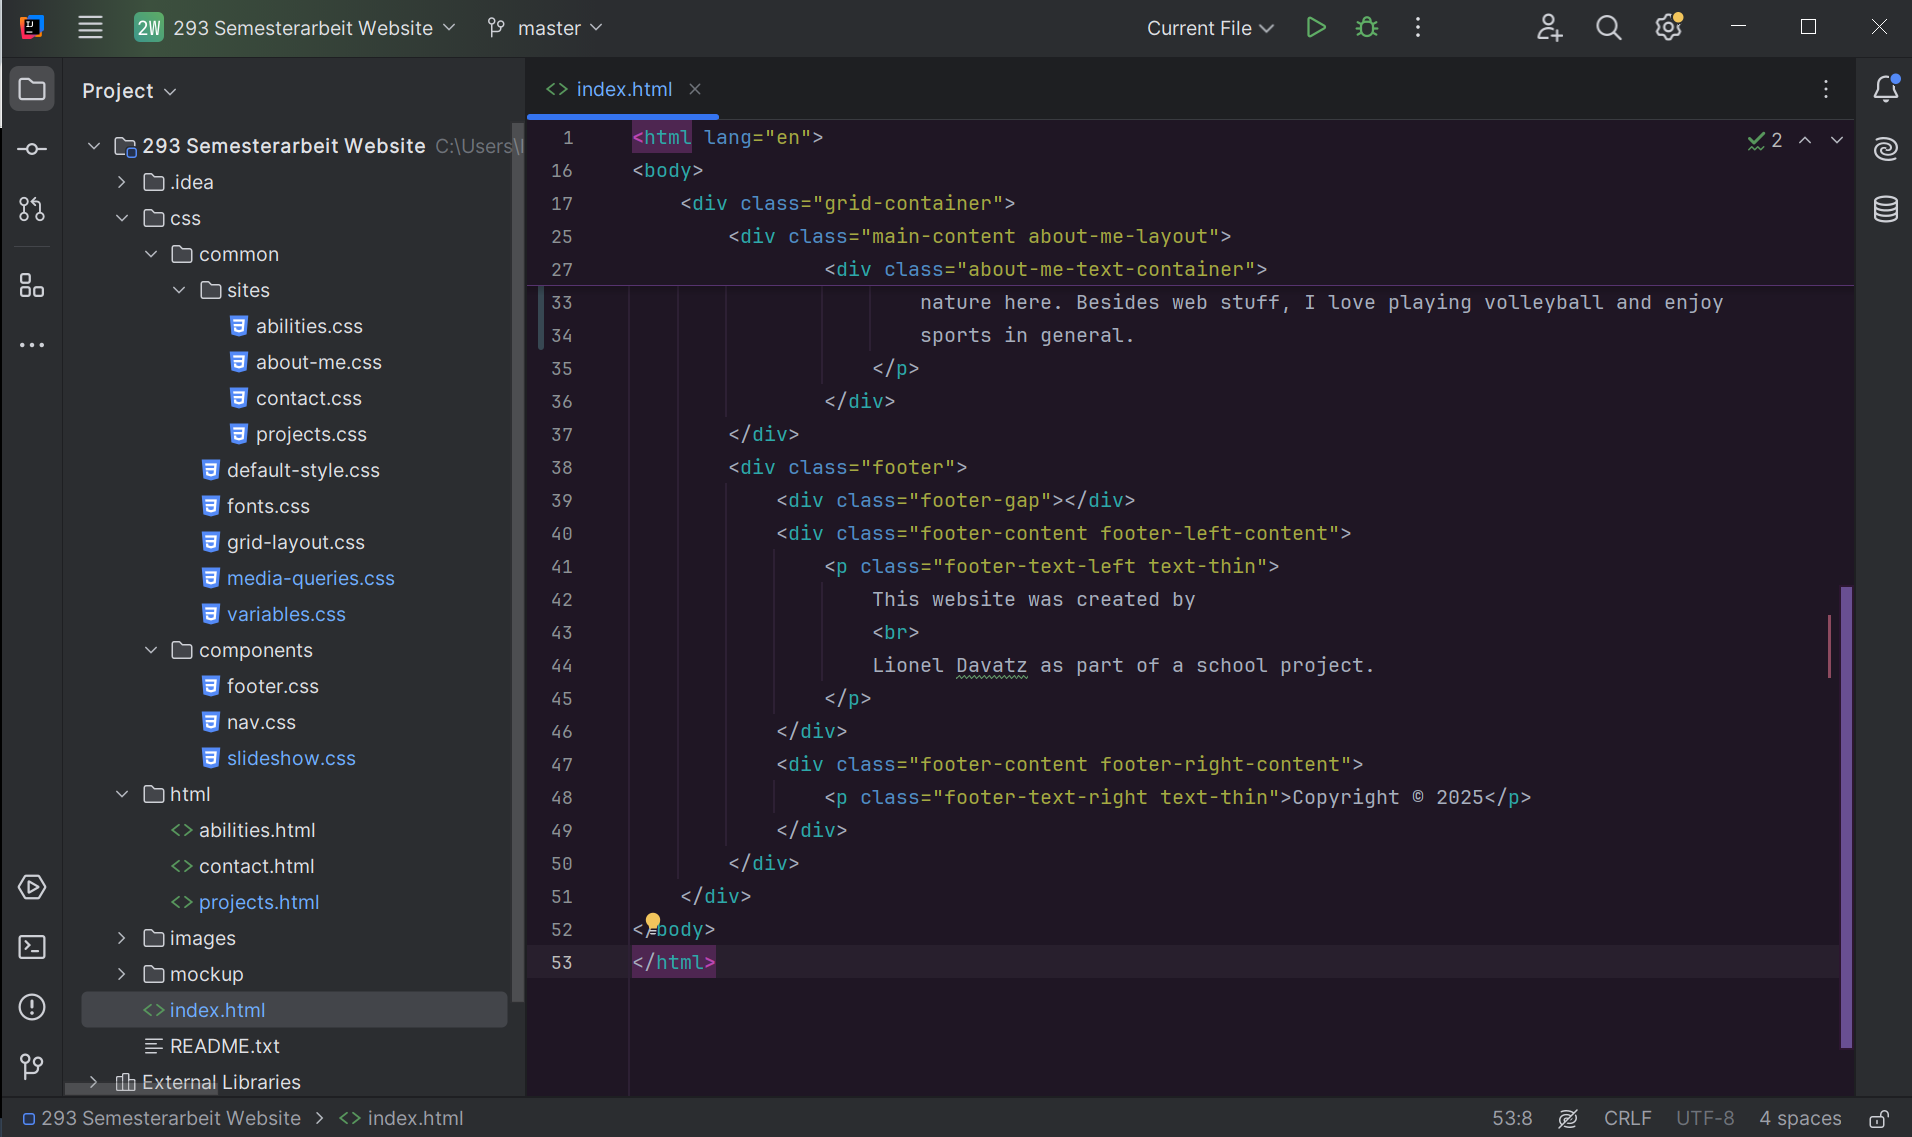 2W 293 Semesterarbeit Website master Current File
Project
293 Semesterarbeit Website C:\Users\
.idea
css
common
sites
abilities.css
about-me.css
contact.css
projects.css
default-style.css
fonts.css
grid-layout.css
media-queries.css
variables.css
components
footer.css
nav.css
slideshow.css
html
abilities.html
contact.html
projects.html
images
mockup
index.html
README.txt
External Libraries
index.html
2
1 <html lang="en">
16 <body>
17 <div class="grid-container">
25 <div class="main-content about-me-layout">
27 <div class="about-me-text-container">
33 nature here. Besides web stuff, I love playing volleyball and enjoy
34 sports in general.
35 </p>
36 </div>
37 </div>
38 <div class="footer">
39 <div class="footer-gap"></div>
40 <div class="footer-content footer-left-content">
41 <p class="footer-text-left text-thin">
42 This website was created by
43 <br>
44 Lionel Davatz as part of a school project.
45 </p>
46 </div>
47 <div class="footer-content footer-right-content">
48 <p class="footer-text-right text-thin">Copyright © 2025</p>
49 </div>
50 </div>
51 </div>
52 </body>
53 </html>
293 Semesterarbeit Website > index.html
53:8 CRLF UTF-8 4 spaces